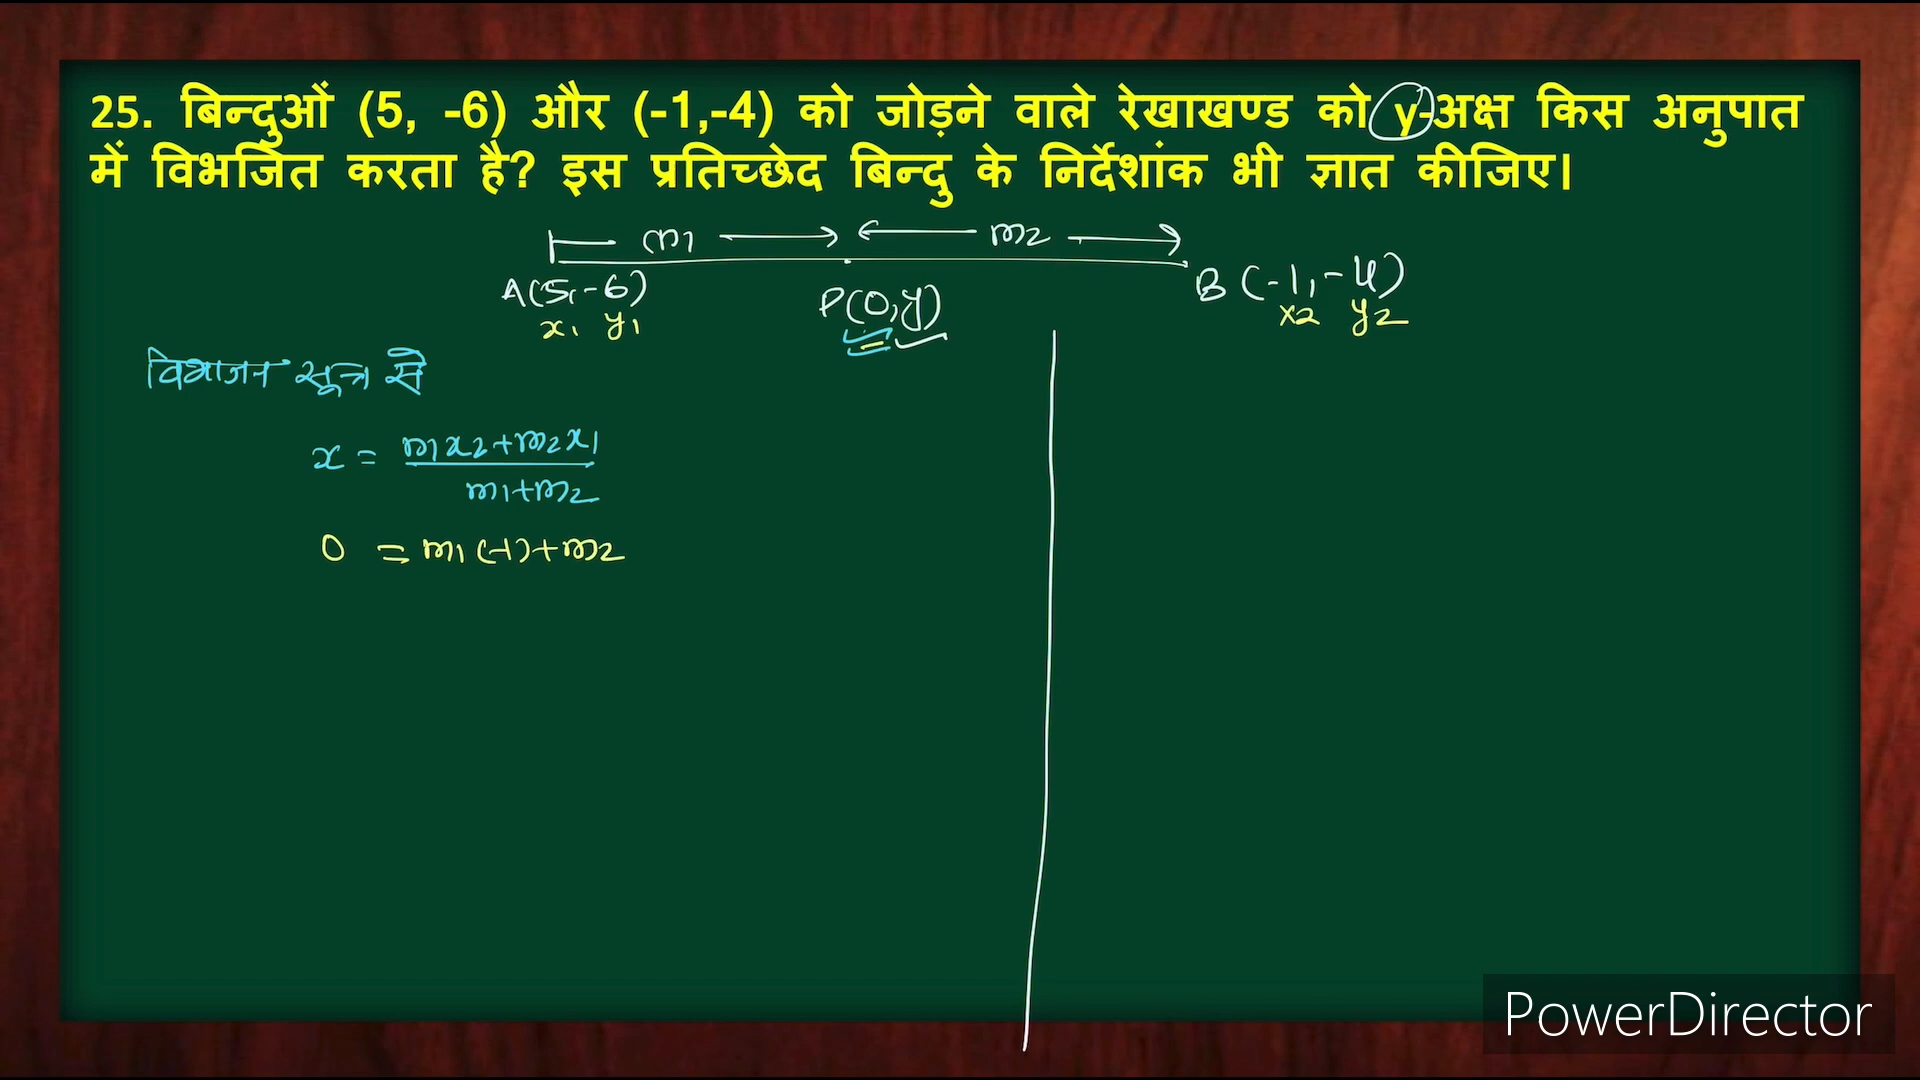 25. बिन्दुओं (5, -6) और (-1,-4) को जोड़ने वाले रेखाखण्ड को y-अक्ष किस अनुपात
में विभजित करता है? इस प्रतिच्छेद बिन्दु के निर्देशांक भी ज्ञात कीजिए।
m1 m2
A(5,-6) P(0,y) B(-1,-4)
x1 y1 x2 y2
विभाजन सूत्र से
x = m1x2+m2x1
m1+m2
0 = m1(-1)+m2
PowerDirector